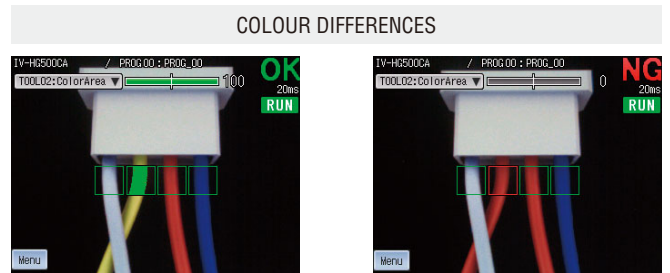 COLOUR DIFFERENCES
IV-HG500CA / PROG00:PROG_00
TOOL02:ColorArea ▼ 100
OK
20ms
RUN
Menu
IV-HG500CA / PROG00:PROG_00
TOOL02:ColorArea ▼ 0
NG
20ms
RUN
Menu